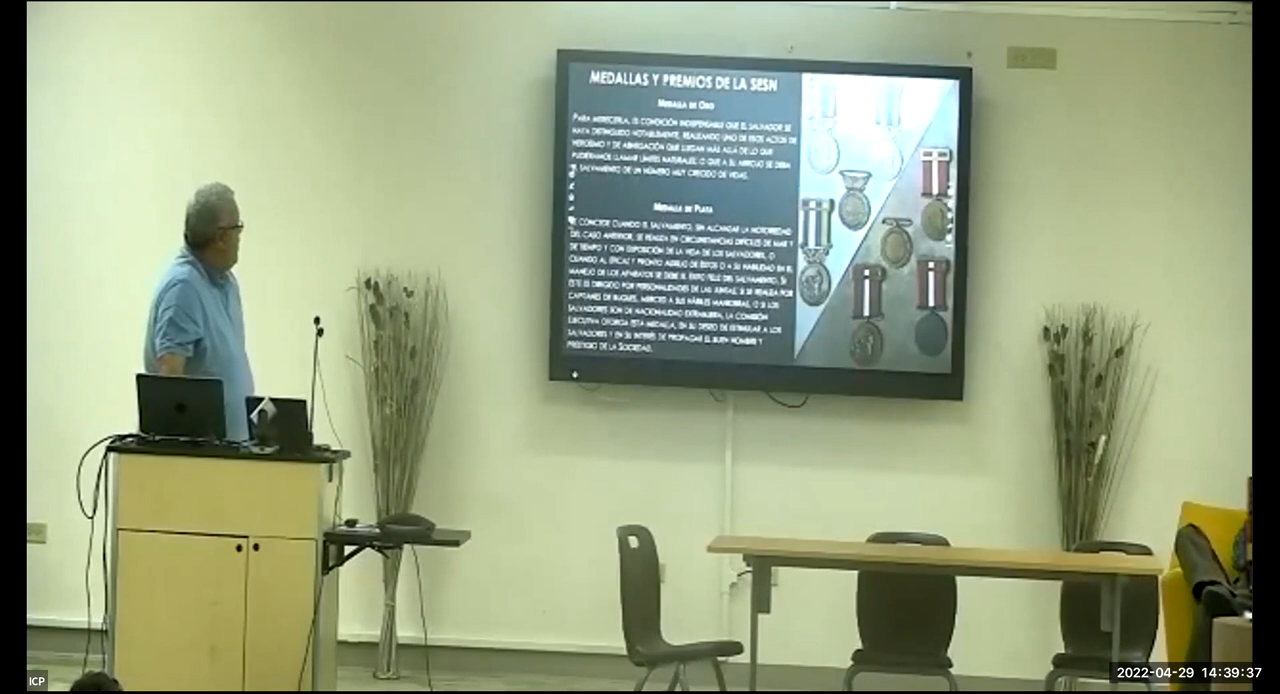 MEDALLAS Y PREMIOS DE LA SESN
MEDALLA DE ORO
PARA MERECERLA, ES CONDICIÓN INDISPENSABLE QUE EL SALVADOR SE
HAYA DISTINGUIDO NOTABLEMENTE, REALIZANDO UNO DE ESOS ACTOS DE
HEROÍSMO Y DE ABNEGACIÓN QUE LLEGAN MÁS ALLÁ DE LO QUE
PUDIÉRAMOS LLAMAR LÍMITES NATURALES, O QUE A SU ARROJO SE DEBA
EL SALVAMENTO DE UN NÚMERO MUY CRECIDO DE VIDAS.
MEDALLA DE PLATA
SE CONCEDE CUANDO EL SALVAMENTO, SIN ALCANZAR LA NOTORIEDAD
DEL CASO ANTERIOR, SE REALIZA EN CIRCUNSTANCIAS DIFÍCILES DE MAR Y
DE TIEMPO Y CON EXPOSICIÓN DE LA VIDA DE LOS SALVADORES, O
CUANDO AL EFICAZ Y PRONTO AUXILIO DE ÉSTOS O A SU HABILIDAD EN EL
MANEJO DE LOS APARATOS SE DEBE EL ÉXITO FELIZ DEL SALVAMENTO. SI
ÉSTE ES DIRIGIDO POR PERSONALIDADES DE LAS JUNTAS, SI SE REALIZA POR
CAPITANES DE BUQUES, MERCED A SUS HÁBILES MANIOBRAS, O SI LOS
SALVADORES SON DE NACIONALIDAD EXTRANJERA, LA COMISIÓN
EJECUTIVA OTORGA ESTA MEDALLA, EN SU DESEO DE ESTIMULAR A LOS
SALVADORES Y EN SU INTERÉS DE PROPAGAR EL BUEN NOMBRE Y
PRESTIGIO DE LA SOCIEDAD.
ICP
2022-04-29 14:39:37